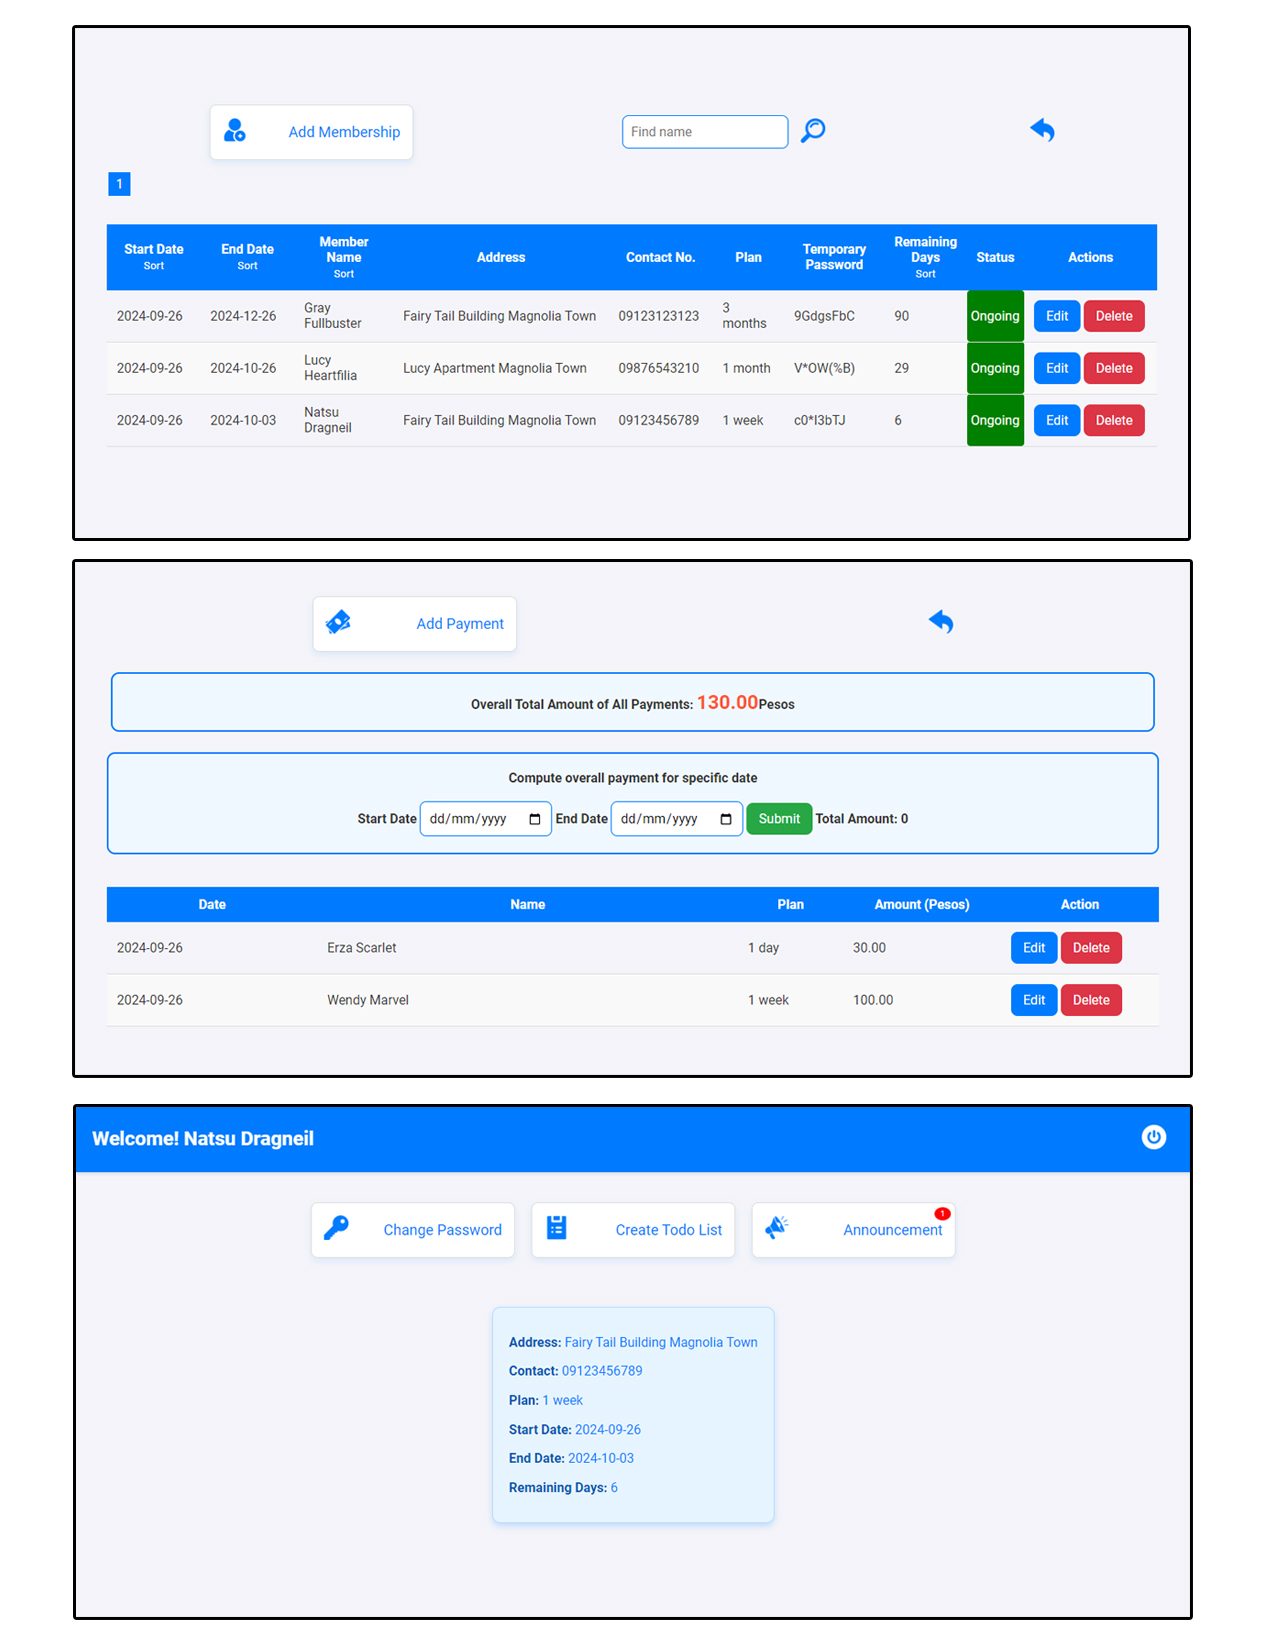 Add Membership
Find name
1
Start Date Sort End Date Sort Member Name Sort Address Contact No. Plan Temporary Password Remaining Days Sort Status Actions
2024-09-26 2024-12-26 Gray Fullbuster Fairy Tail Building Magnolia Town 09123123123 3 months 9GdgsFbC 90 Ongoing Edit Delete
2024-09-26 2024-10-26 Lucy Heartfilia Lucy Apartment Magnolia Town 09876543210 1 month V*OW(%B) 29 Ongoing Edit Delete
2024-09-26 2024-10-03 Natsu Dragneil Fairy Tail Building Magnolia Town 09123456789 1 week c0*I3bTJ 6 Ongoing Edit Delete
Add Payment
Overall Total Amount of All Payments: 130.00Pesos
Compute overall payment for specific date
Start Date dd/mm/yyyy End Date dd/mm/yyyy Submit Total Amount: 0
Date Name Plan Amount (Pesos) Action
2024-09-26 Erza Scarlet 1 day 30.00 Edit Delete
2024-09-26 Wendy Marvel 1 week 100.00 Edit Delete
Welcome! Natsu Dragneil
Change Password Create Todo List Announcement 1
Address: Fairy Tail Building Magnolia Town
Contact: 09123456789
Plan: 1 week
Start Date: 2024-09-26
End Date: 2024-10-03
Remaining Days: 6